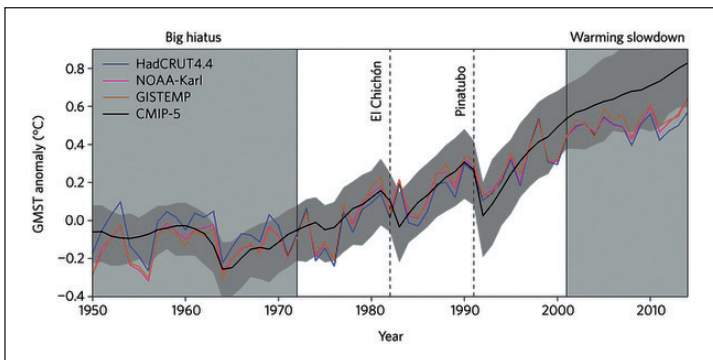 Big hiatus
Warming slowdown
HadCRUT4.4
NOAA-Karl
GISTEMP
CMIP-5
El Chichón
Pinatubo
GMST anomaly (°C)
0.8
0.6
0.4
0.2
0.0
−0.2
−0.4
1950 1960 1970 1980 1990 2000 2010
Year